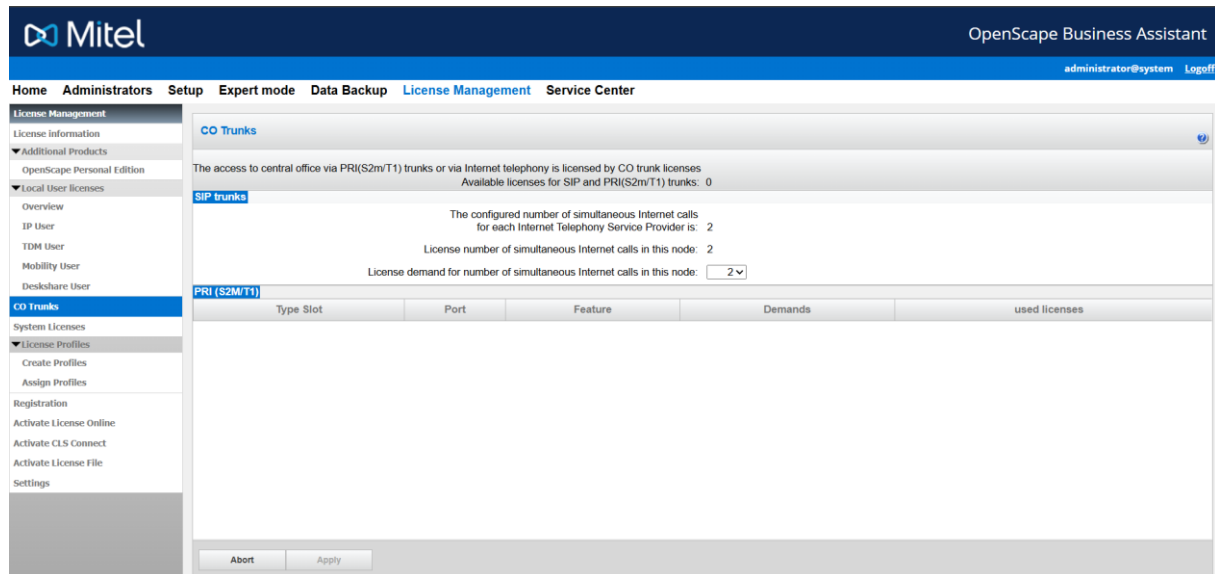 Mitel
OpenScape Business Assistant
administrator@system Logoff
Home Administrators Setup Expert mode Data Backup License Management Service Center
License Management
License information
Additional Products
OpenScape Personal Edition
Local User licenses
Overview
IP User
TDM User
Mobility User
Deskshare User
CO Trunks
System Licenses
License Profiles
Create Profiles
Assign Profiles
Registration
Activate License Online
Activate CLS Connect
Activate License File
Settings
CO Trunks
The access to central office via PRI(S2m/T1) trunks or via Internet telephony is licensed by CO trunk licenses
Available licenses for SIP and PRI(S2m/T1) trunks: 0
SIP trunks
The configured number of simultaneous Internet calls
for each Internet Telephony Service Provider is: 2
License number of simultaneous Internet calls in this node: 2
License demand for number of simultaneous Internet calls in this node: 2
PRI (S2M/T1)
Type Slot Port Feature Demands used licenses
Abort Apply